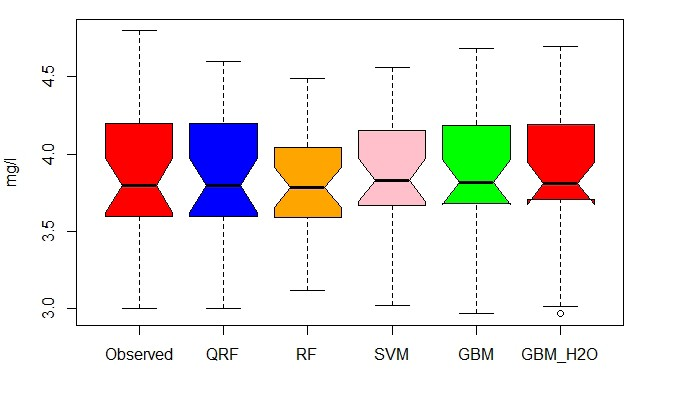 mg/l
4.5
4.0
3.5
3.0
Observed QRF RF SVM GBM GBM_H2O